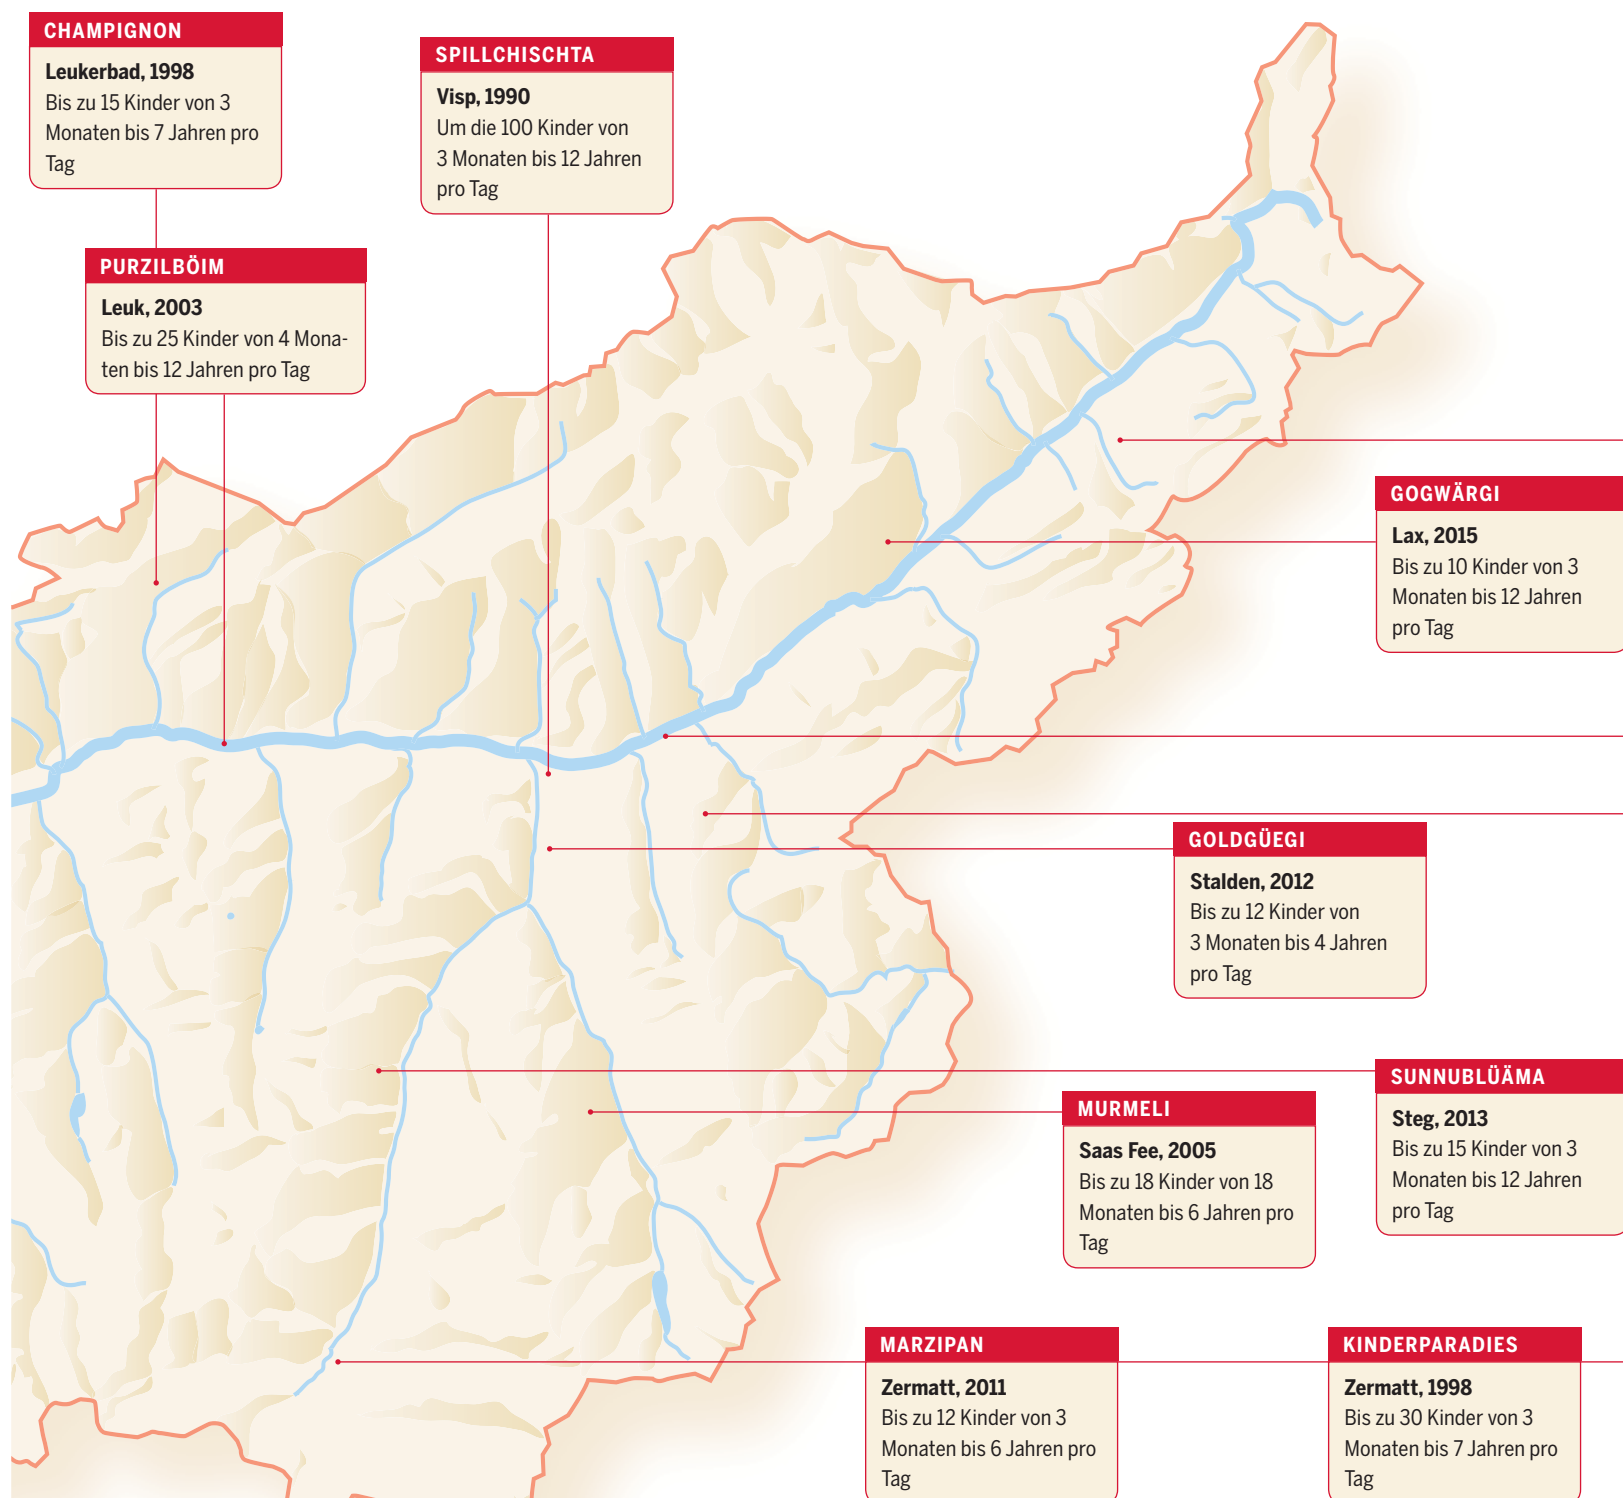 CHAMPIGNON
Leukerbad, 1998
Bis zu 15 Kinder von 3
Monaten bis 7 Jahren pro
Tag
SPILLCHISCHTA
Visp, 1990
Um die 100 Kinder von
3 Monaten bis 12 Jahren
pro Tag
PURZILBÖIM
Leuk, 2003
Bis zu 25 Kinder von 4 Mona-
ten bis 12 Jahren pro Tag
GOGWÄRGI
Lax, 2015
Bis zu 10 Kinder von 3
Monaten bis 12 Jahren
pro Tag
GOLDGÜEGI
Stalden, 2012
Bis zu 12 Kinder von
3 Monaten bis 4 Jahren
pro Tag
SUNNUBLÜÄMA
Steg, 2013
Bis zu 15 Kinder von 3
Monaten bis 12 Jahren
pro Tag
MURMELI
Saas Fee, 2005
Bis zu 18 Kinder von 18
Monaten bis 6 Jahren pro
Tag
MARZIPAN
Zermatt, 2011
Bis zu 12 Kinder von 3
Monaten bis 6 Jahren pro
Tag
KINDERPARADIES
Zermatt, 1998
Bis zu 30 Kinder von 3
Monaten bis 7 Jahren pro
Tag